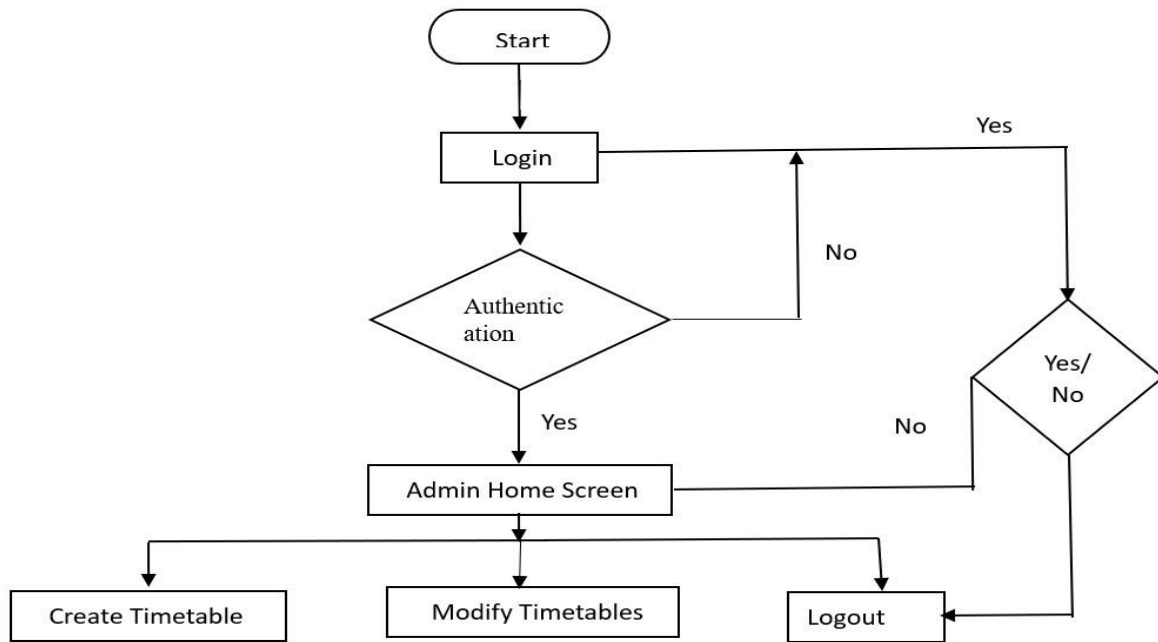 Start
Yes
Login
No
Authentic
ation
Yes/
No
Yes
No
Admin Home Screen
Create Timetable
Modify Timetables
Logout